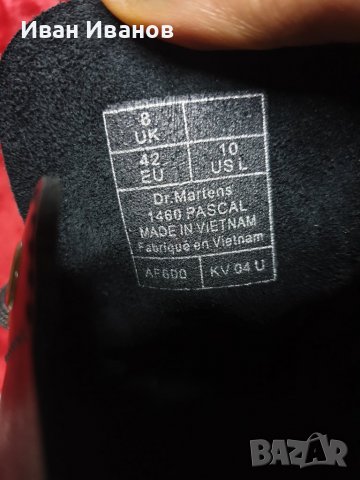 Иван Иванов
8
UK
42
EU
10
US L
Dr.Martens
1460 PASCAL
MADE IN VIETNAM
Fabriqué en Vietnam
AF600
KV 04 U
BAZAR